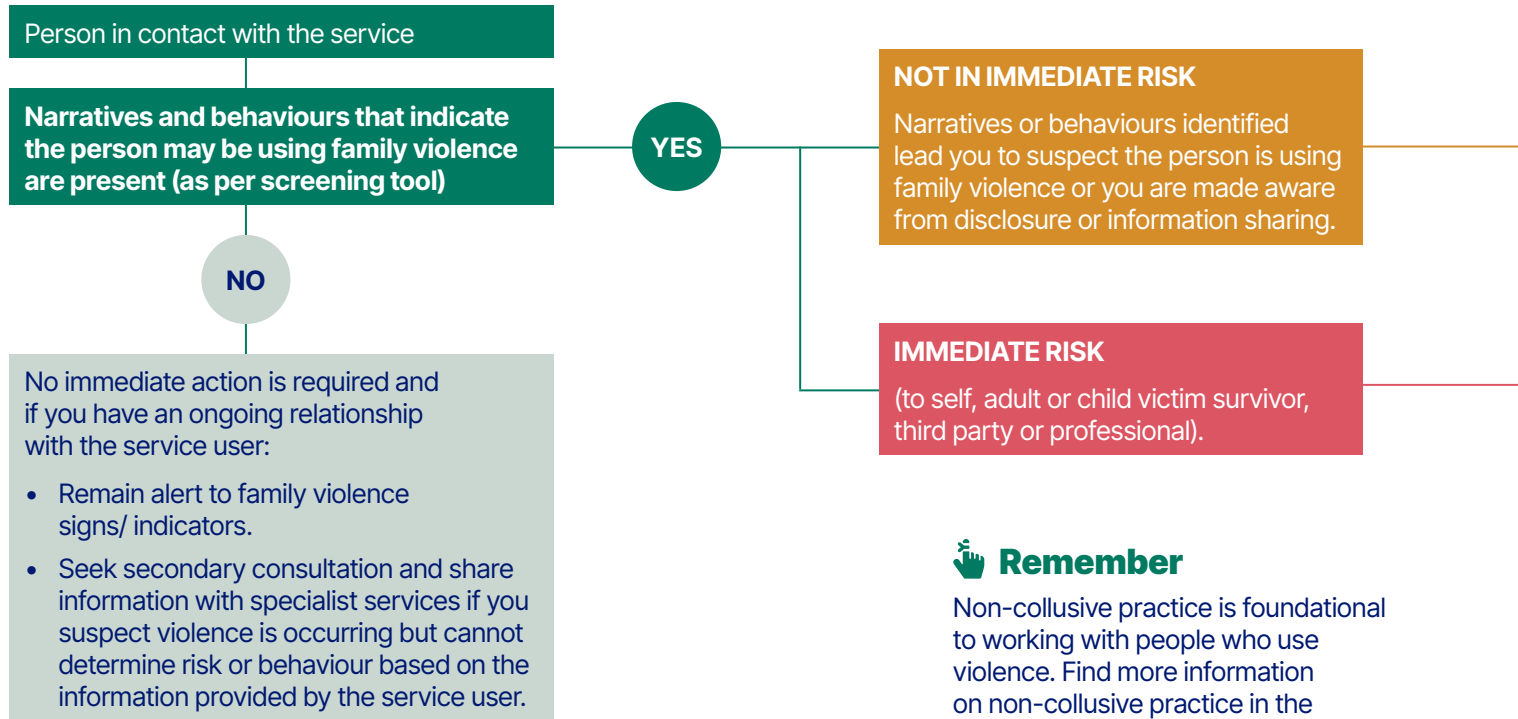 Person in contact with the service
Narratives and behaviours that indicate
the person may be using family violence
are present (as per screening tool)
YES
NO
No immediate action is required and
if you have an ongoing relationship
with the service user:
• Remain alert to family violence
signs/ indicators.
• Seek secondary consultation and share
information with specialist services if you
suspect violence is occurring but cannot
determine risk or behaviour based on the
information provided by the service user.
NOT IN IMMEDIATE RISK
Narratives or behaviours identified
lead you to suspect the person is using
family violence or you are made aware
from disclosure or information sharing.
IMMEDIATE RISK
(to self, adult or child victim survivor,
third party or professional).
Remember
Non-collusive practice is foundational
to working with people who use
violence. Find more information
on non-collusive practice in the